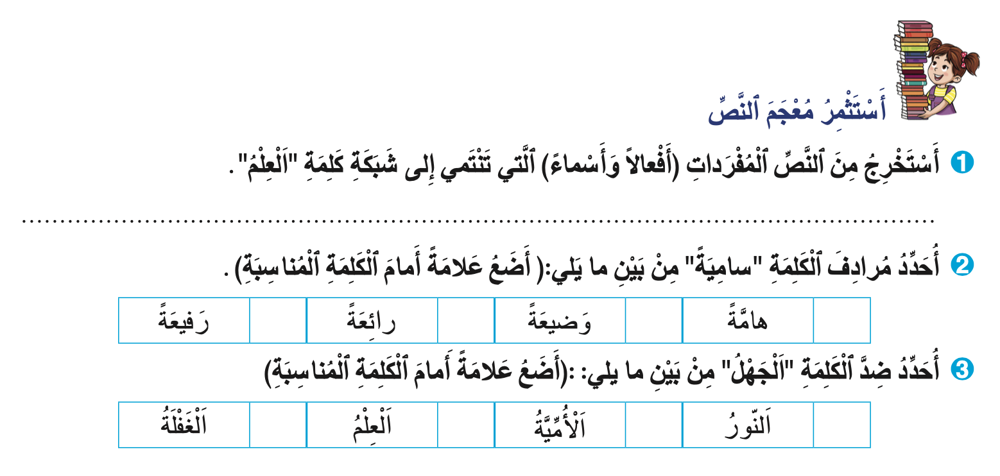 أَسْتَثْمِرُ مُعْجَمَ ٱلنَّصِّ
1 أَسْتَخْرِجُ مِنَ ٱلنَّصِّ ٱلْمُفْرَداتِ (أَفْعالاً وَأَسْماءً) ٱلَّتي تَنْتَمي إِلى شَبَكَةِ كَلِمَةِ "اَلْعِلْمُ".
..........................................................................................
2 أُحَدِّدُ مُرادِفَ ٱلْكَلِمَةِ "سامِيَةً" مِنْ بَيْنِ ما يَلي:( أَضَعُ عَلامَةً أَمامَ ٱلْكَلِمَةِ ٱلْمُناسِبَةِ).
هامَّةً وَضيعَةً رائِعَةً رَفيعَةً
3 أُحَدِّدُ ضِدَّ ٱلْكَلِمَةِ "اَلْجَهْلُ" مِنْ بَيْنِ ما يلي: :(أَضَعُ عَلامَةً أَمامَ ٱلْكَلِمَةِ ٱلْمُناسِبَةِ)
اَلنّورُ اَلْأُمِّيَّةُ اَلْعِلْمُ اَلْغَفْلَةُ